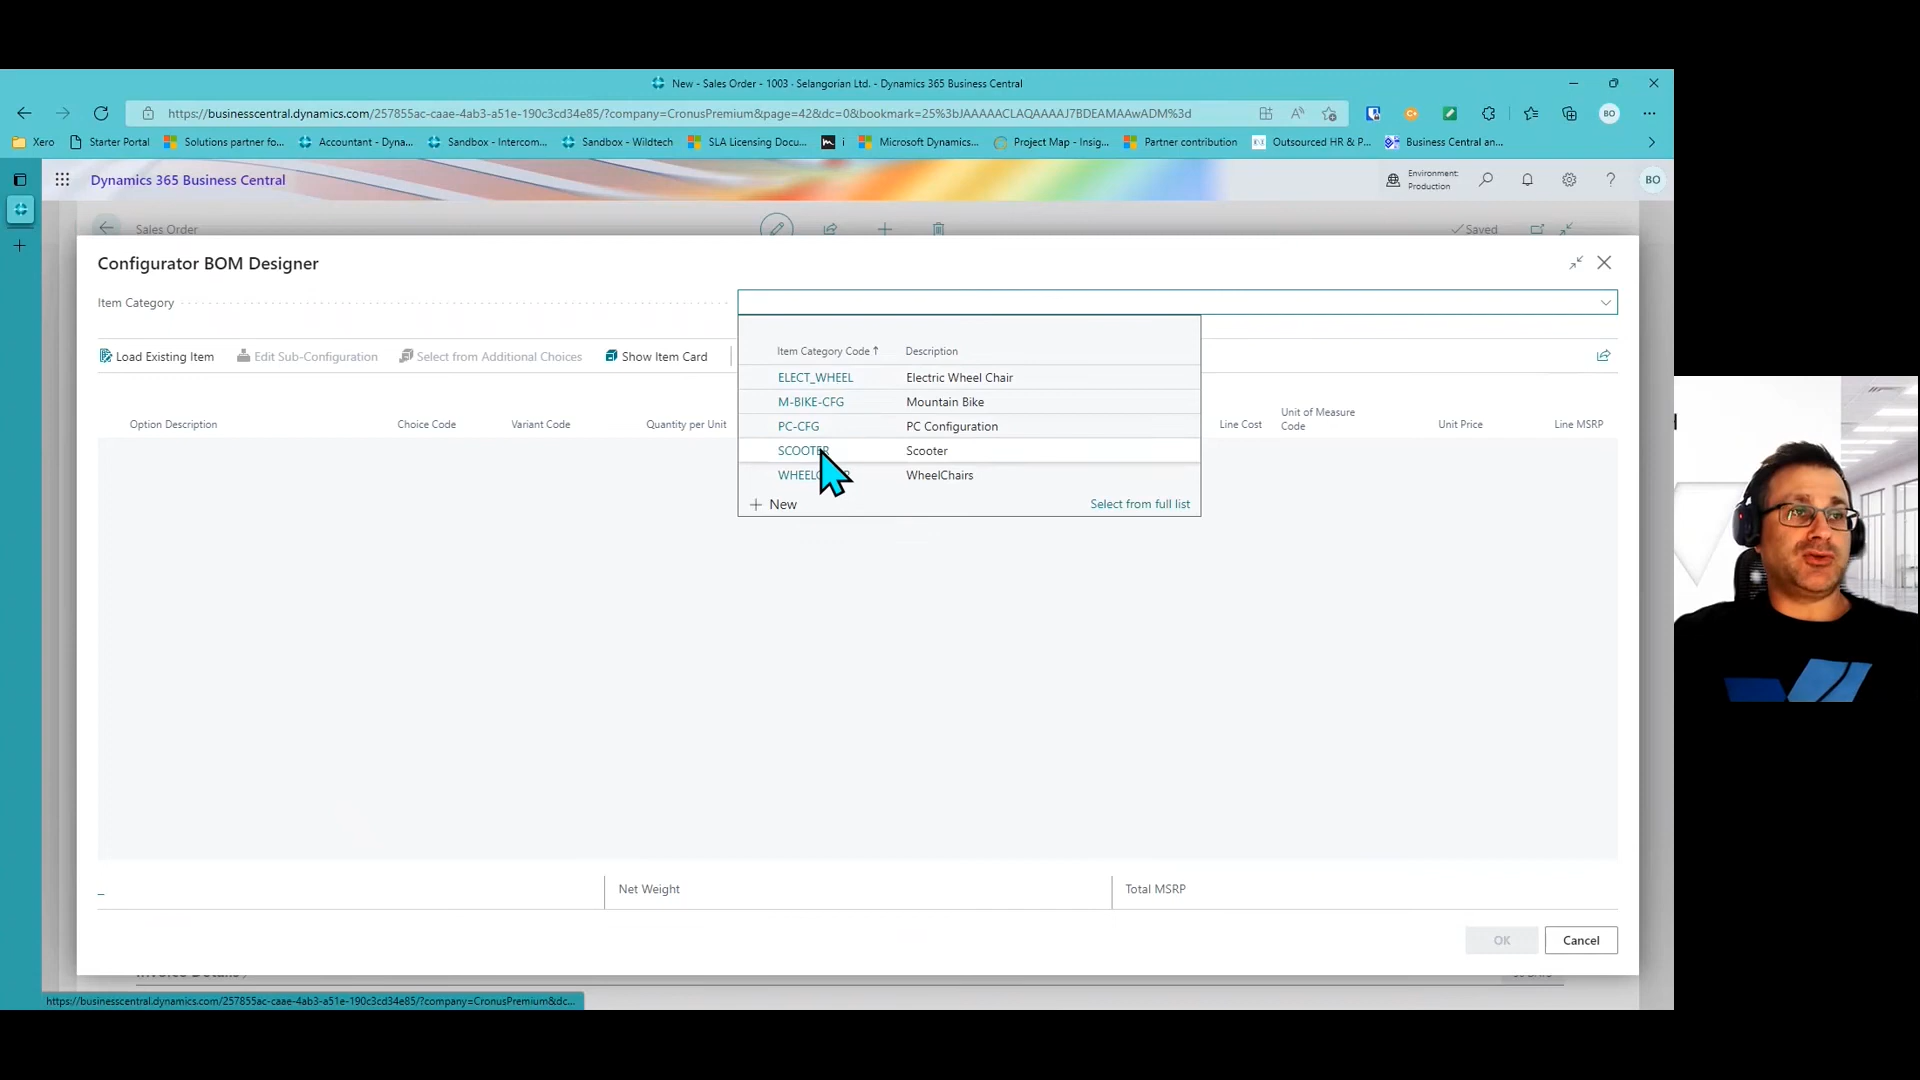 New - Sales Order - 1003 · Selangorian Ltd. - Dynamics 365 Business Central
https://businesscentral.dynamics.com/257855ac-caae-4ab3-a51e-190c3cd34e85/?company=CronusPremium&page=42&dc=0&bookmark=25%3bJAAAAACLAQAAAAJ7BDEAMAAwADM%3d
BO
Xero
Starter Portal
Solutions partner fo...
Accountant - Dyna...
Sandbox - Intercom...
Sandbox - Wildtech
SLA Licensing Docu...
i
Microsoft Dynamics...
Project Map - Insig...
Partner contribution
Outsourced HR & P...
Business Central an...
Dynamics 365 Business Central
Environment:
Production
BO
Sales Order
Saved
Configurator BOM Designer
Item Category
Load Existing Item
Edit Sub-Configuration
Select from Additional Choices
Show Item Card
Item Category Code ↑
Description
ELECT_WHEEL
Electric Wheel Chair
M-BIKE-CFG
Mountain Bike
PC-CFG
PC Configuration
SCOOTER
Scooter
WheelChairs
New
Select from full list
Option Description
Choice Code
Variant Code
Quantity per Unit
Line Cost
Unit of Measure
Code
Unit Price
Line MSRP
_
Net Weight
Total MSRP
OK
Cancel
Invoice Details
https://businesscentral.dynamics.com/257855ac-caae-4ab3-a51e-190c3cd34e85/?company=CronusPremium&dc...